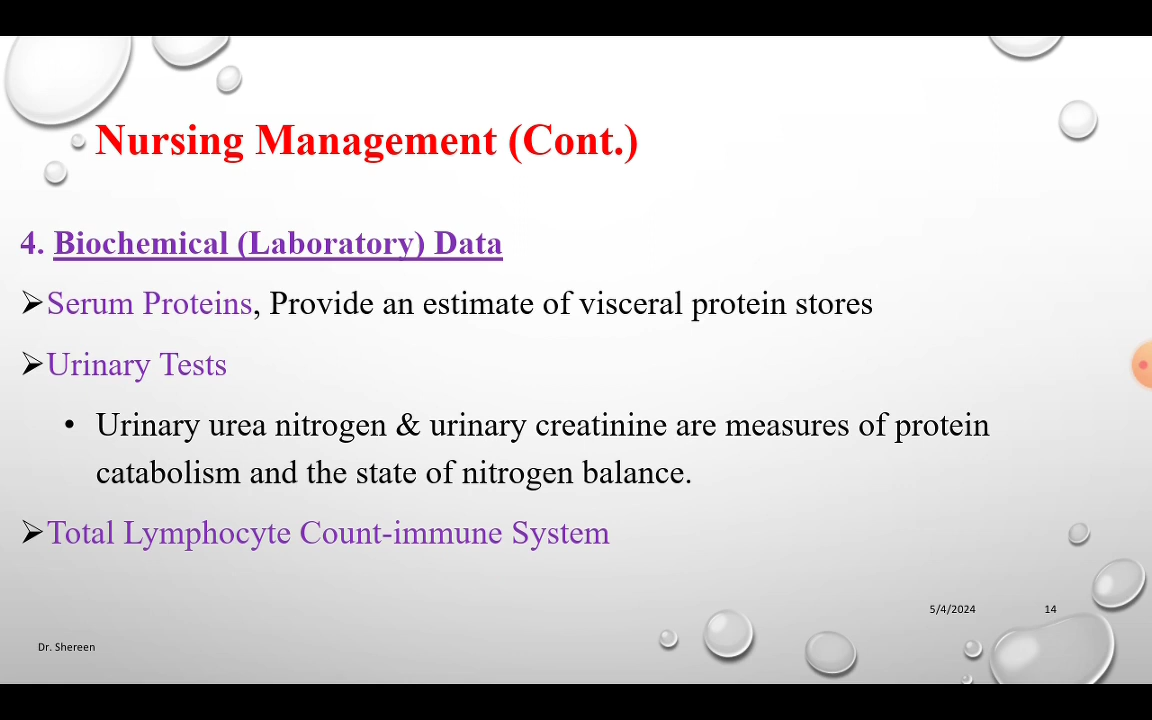 Nursing Management (Cont.)
4. Biochemical (Laboratory) Data
➢Serum Proteins, Provide an estimate of visceral protein stores
➢Urinary Tests
• Urinary urea nitrogen & urinary creatinine are measures of protein
catabolism and the state of nitrogen balance.
➢Total Lymphocyte Count-immune System
5/4/2024 14
Dr. Shereen